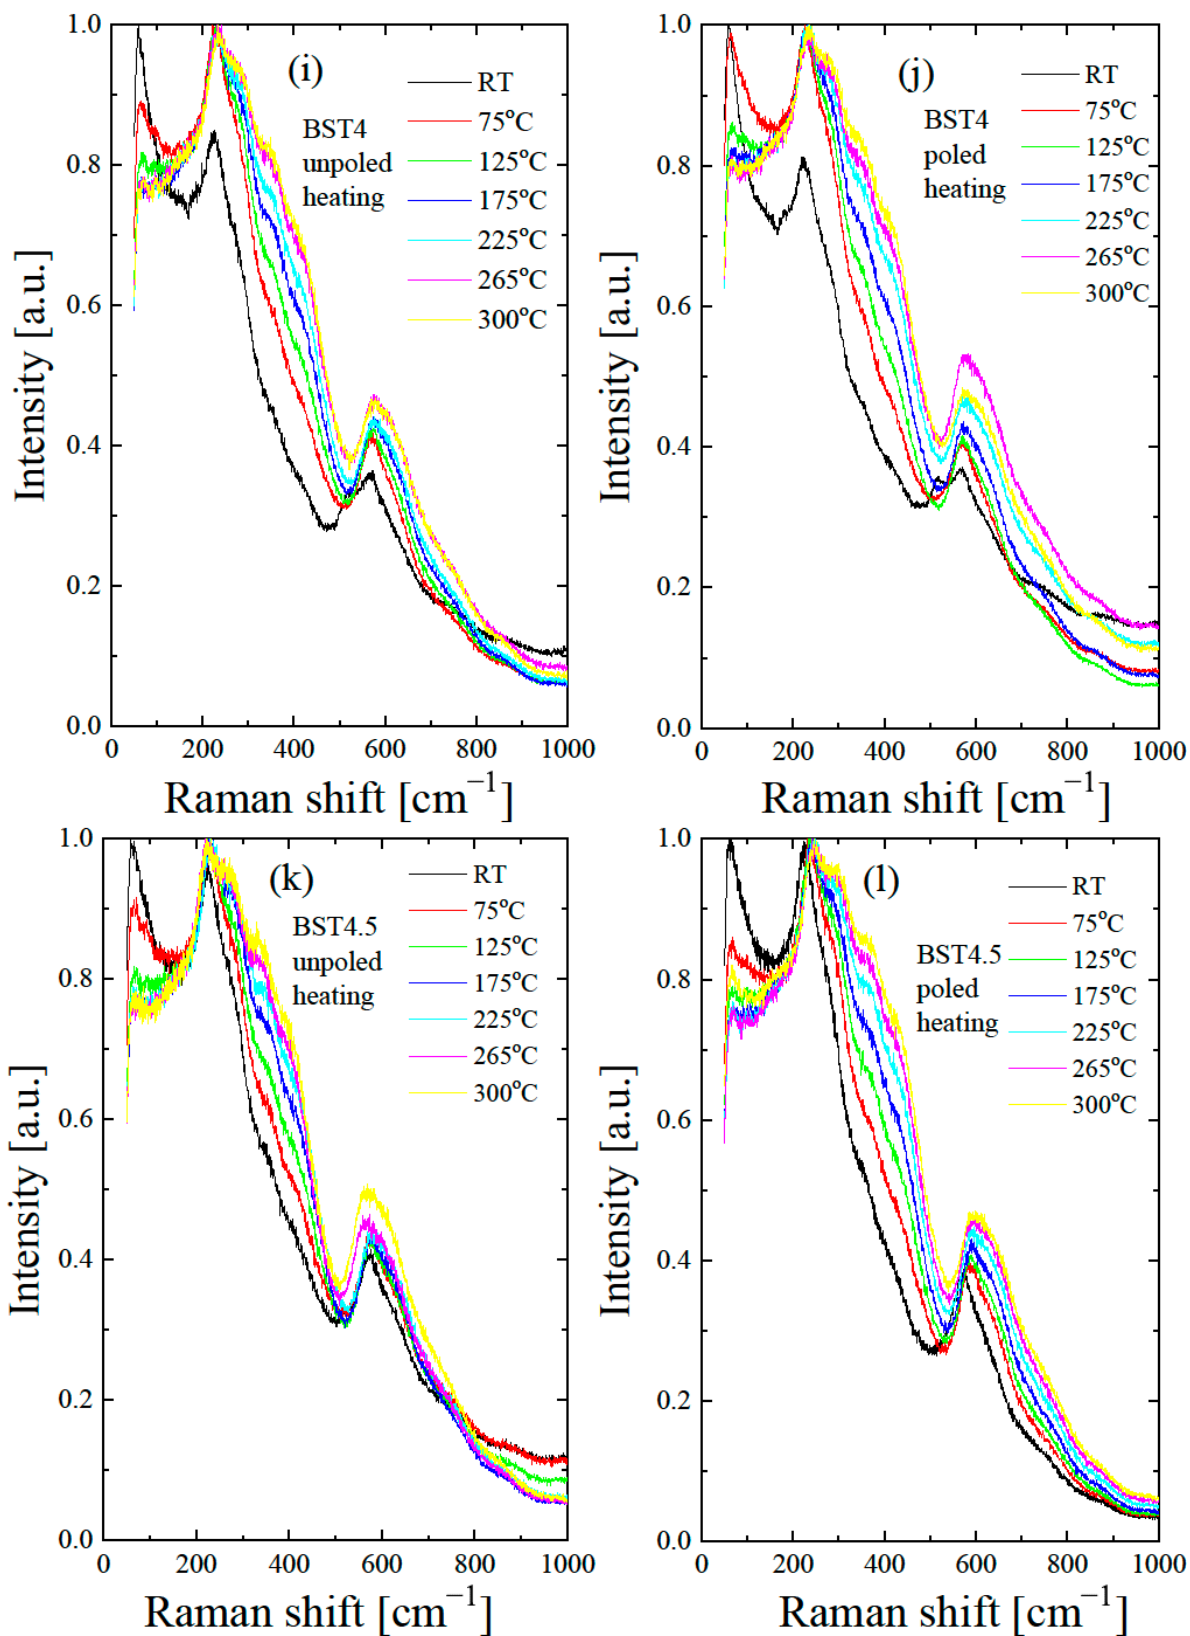 (i)
BST4
unpoled
heating
RT
75°C
125°C
175°C
225°C
265°C
300°C
1.0
0.8
0.6
0.4
0.2
0.0
Intensity [a.u.]
0 200 400 600 800 1000
Raman shift [cm⁻¹]
(j)
BST4
poled
heating
RT
75°C
125°C
175°C
225°C
265°C
300°C
1.0
0.8
0.6
0.4
0.2
0.0
Intensity [a.u.]
0 200 400 600 800 1000
Raman shift [cm⁻¹]
(k)
BST4.5
unpoled
heating
RT
75°C
125°C
175°C
225°C
265°C
300°C
1.0
0.8
0.6
0.4
0.2
0.0
Intensity [a.u.]
0 200 400 600 800 1000
Raman shift [cm⁻¹]
(l)
BST4.5
poled
heating
RT
75°C
125°C
175°C
225°C
265°C
300°C
1.0
0.8
0.6
0.4
0.2
0.0
Intensity [a.u.]
0 200 400 600 800 1000
Raman shift [cm⁻¹]